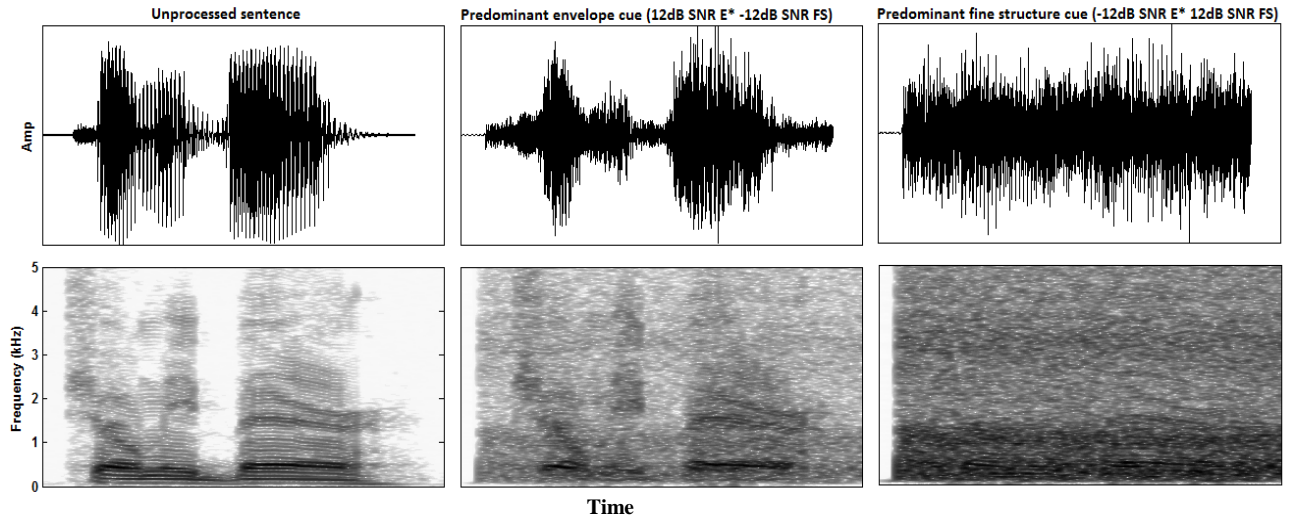 Unprocessed sentence
Predominant envelope cue (12dB SNR E* -12dB SNR FS)
Predominant fine structure cue (-12dB SNR E* 12dB SNR FS)
Amp
Frequency (kHz)
5
4
3
2
1
0
Time